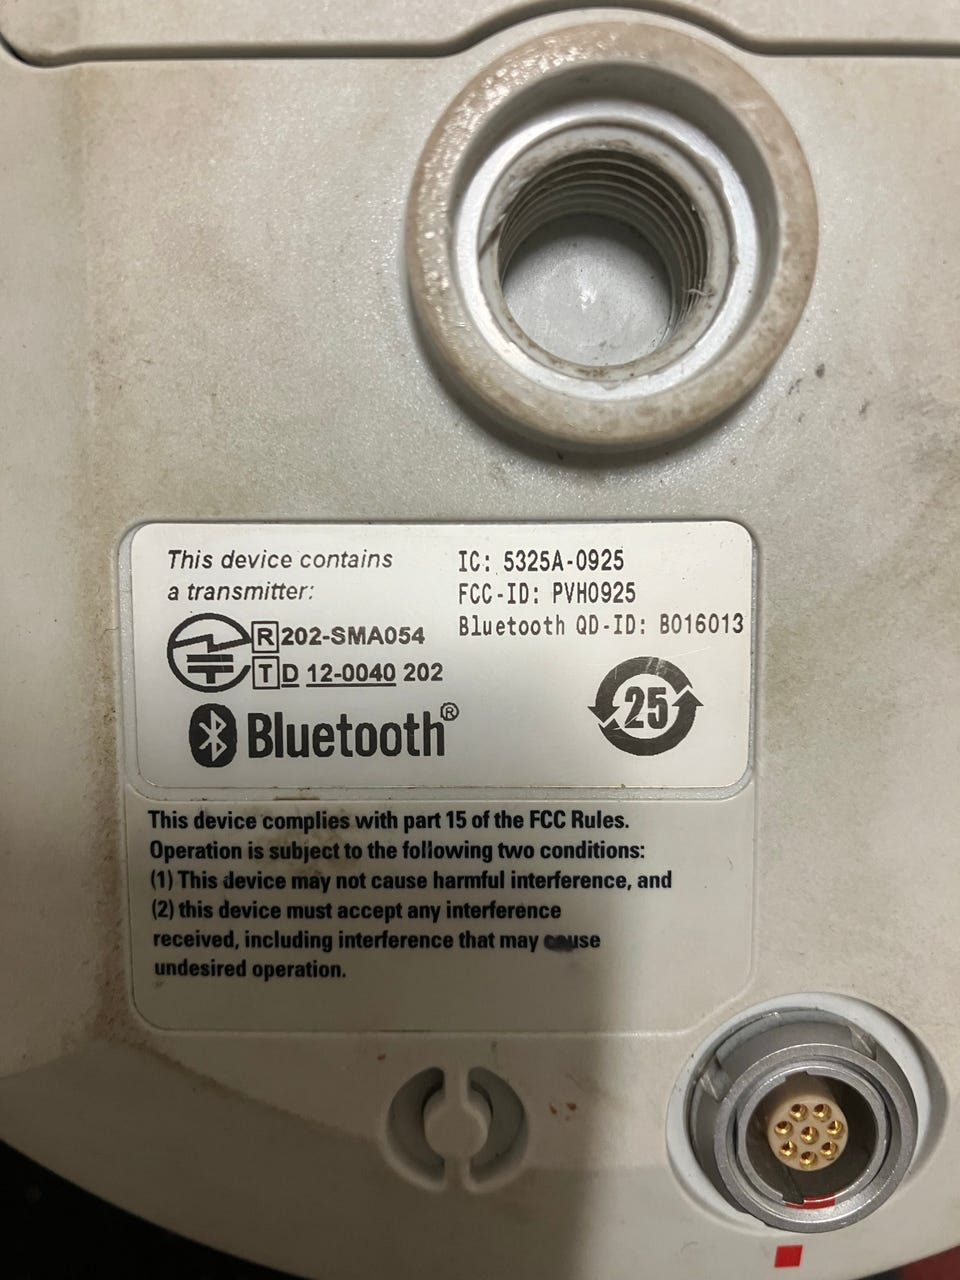 This device contains
a transmitter:
IC: 5325A-0925
FCC-ID: PVH0925
Bluetooth QD-ID: B016013
R 202-SMA054
T D 12-0040 202
Bluetooth®
25
This device complies with part 15 of the FCC Rules.
Operation is subject to the following two conditions:
(1) This device may not cause harmful interference, and
(2) this device must accept any interference
received, including interference that may cause
undesired operation.